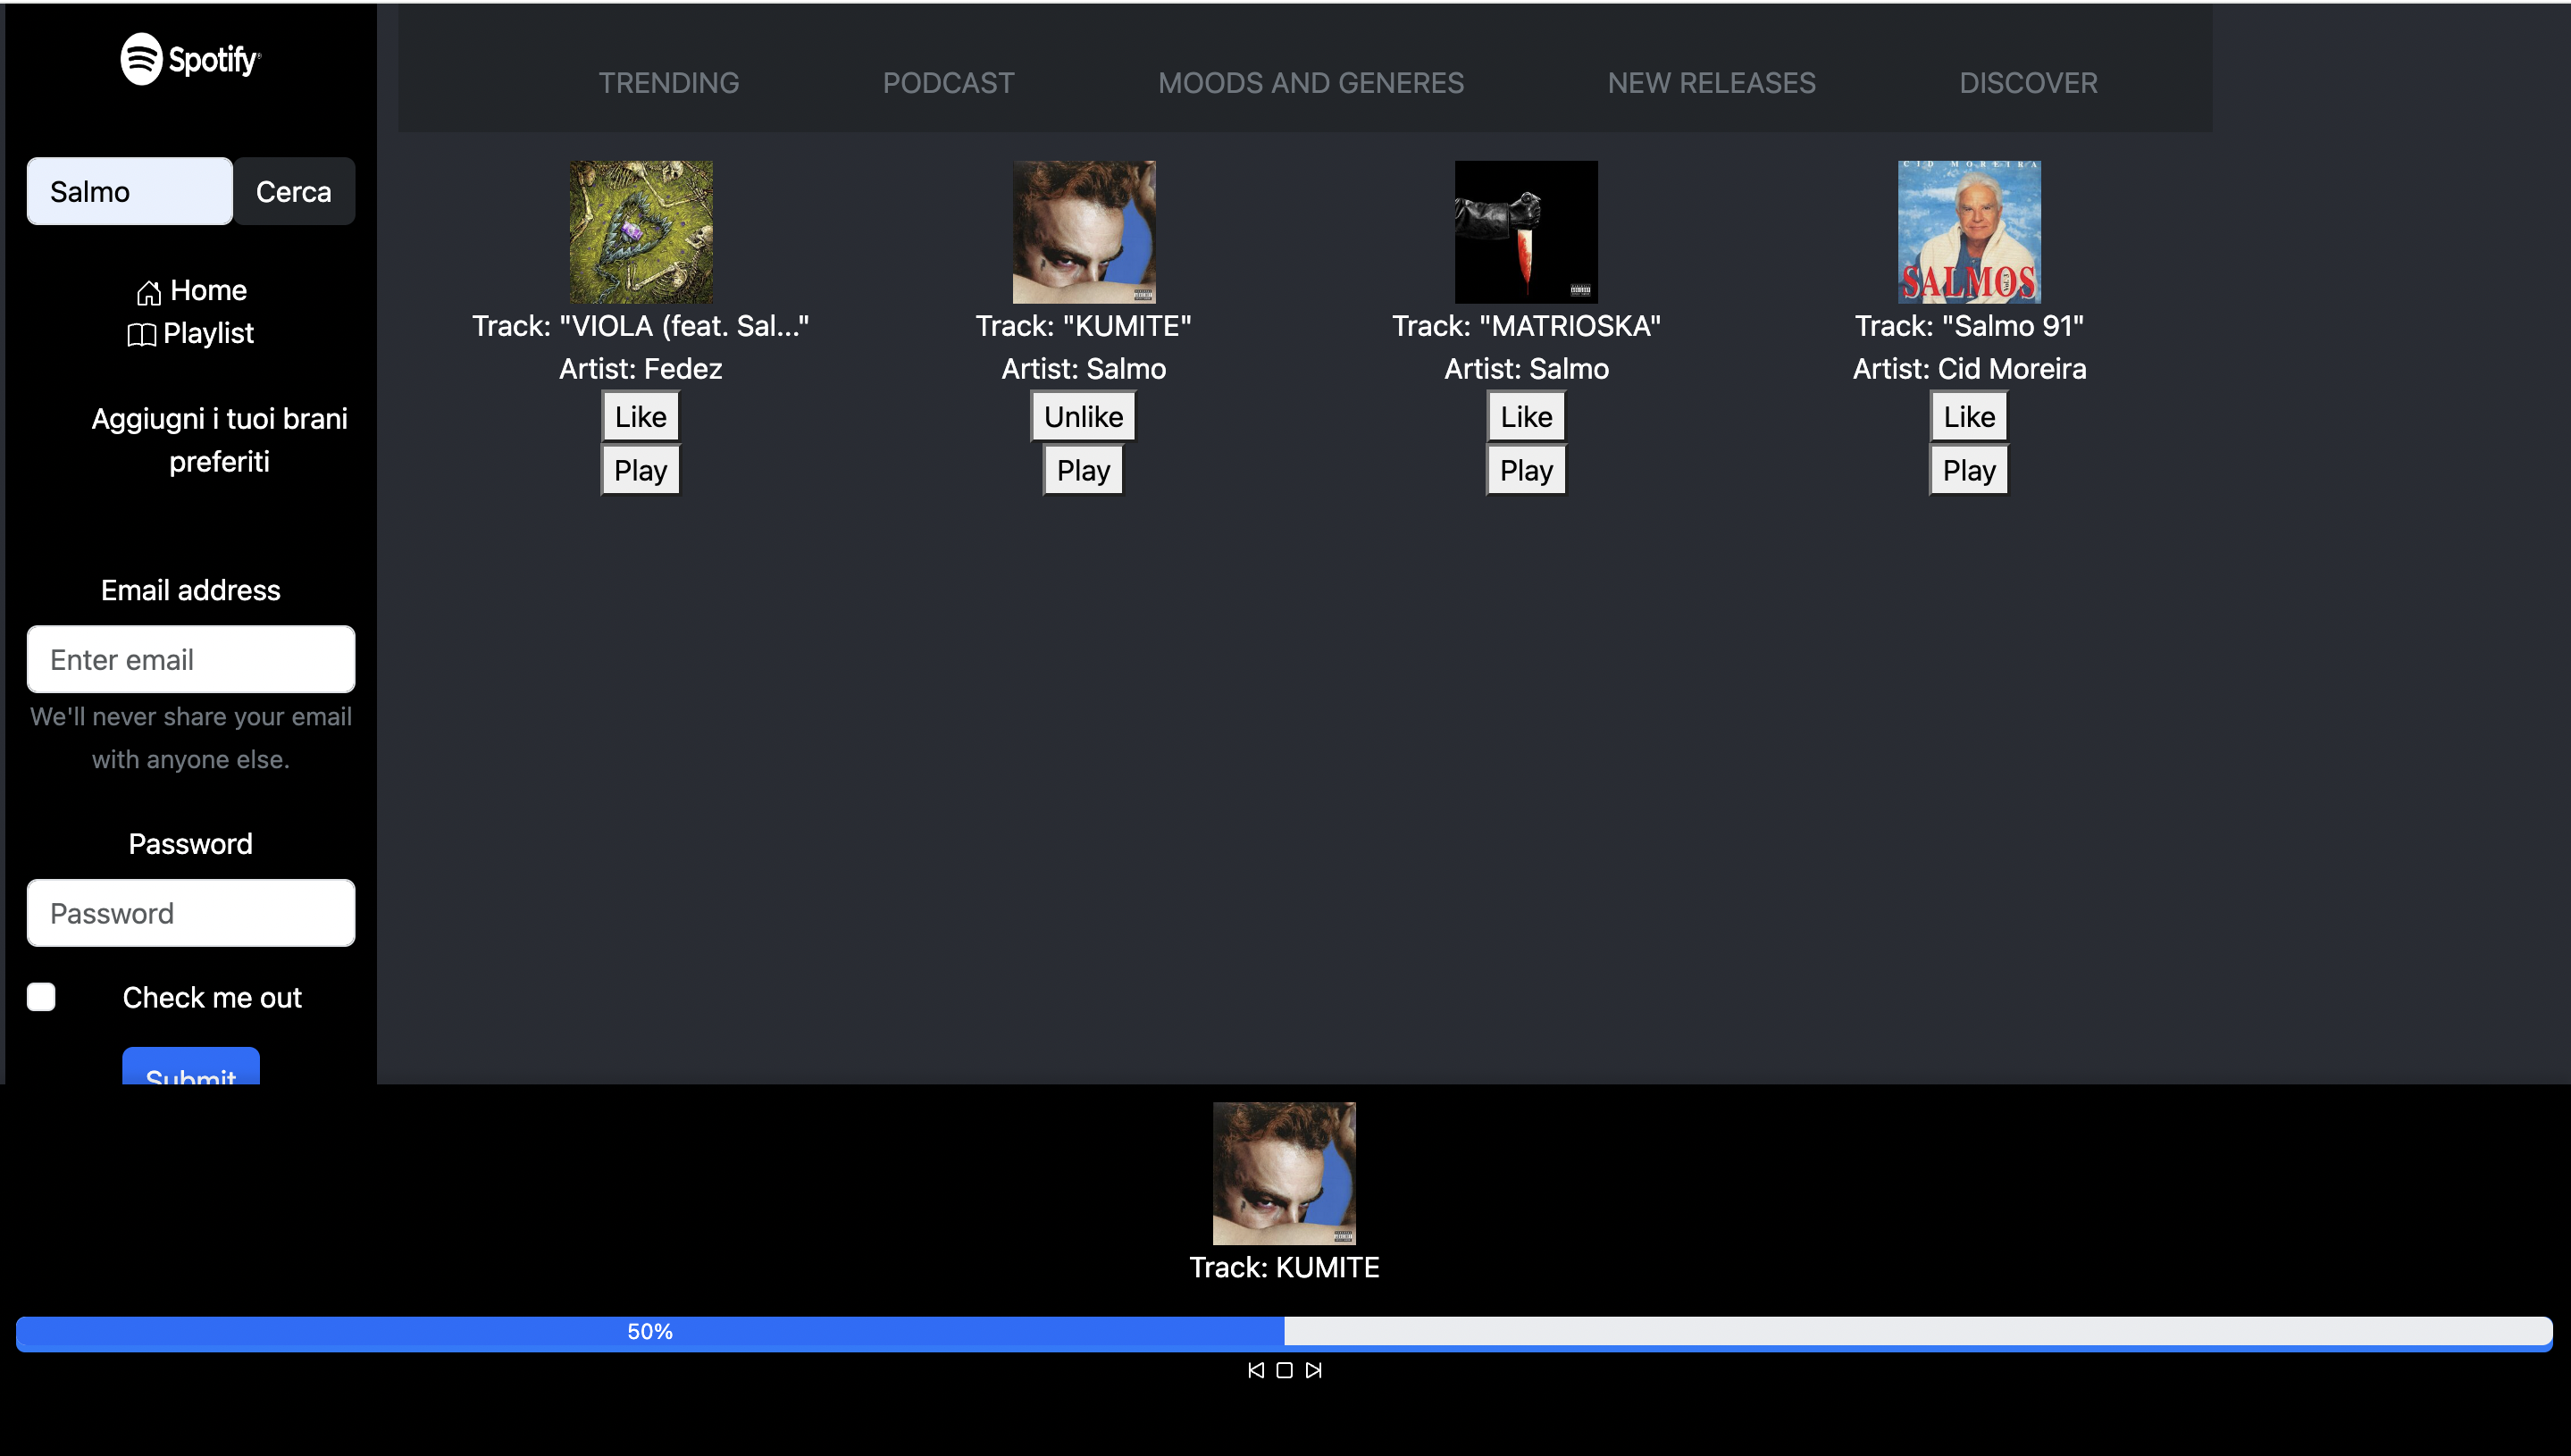 Spotify
Salmo
Cerca
Home
Playlist
Aggiugni i tuoi brani
preferiti
Email address
Enter email
We'll never share your email
with anyone else.
Password
Password
Check me out
Submit
TRENDING
PODCAST
MOODS AND GENERES
NEW RELEASES
DISCOVER
Track: "VIOLA (feat. Sal..."
Artist: Fedez
Like
Play
Track: "KUMITE"
Artist: Salmo
Unlike
Play
Track: "MATRIOSKA"
Artist: Salmo
Like
Play
CID MOREIRA
SALMOS
Track: "Salmo 91"
Artist: Cid Moreira
Like
Play
Track: KUMITE
50%